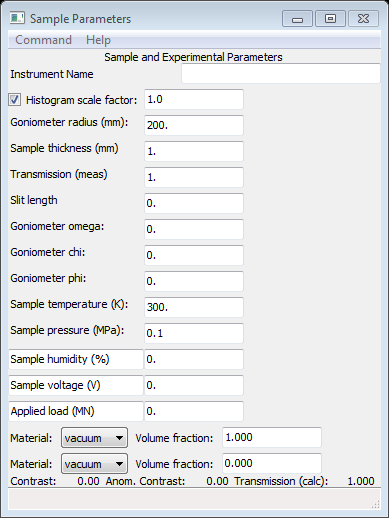 Sample Parameters
Command Help
Sample and Experimental Parameters
Instrument Name
Histogram scale factor: 1.0
Goniometer radius (mm): 200.
Sample thickness (mm) 1.
Transmission (meas) 1.
Slit length 0.
Goniometer omega: 0.
Goniometer chi: 0.
Goniometer phi: 0.
Sample temperature (K): 300.
Sample pressure (MPa): 0.1
Sample humidity (%) 0.
Sample voltage (V) 0.
Applied load (MN) 0.
Material: vacuum Volume fraction: 1.000
Material: vacuum Volume fraction: 0.000
Contrast: 0.00 Anom. Contrast: 0.00 Transmission (calc): 1.000